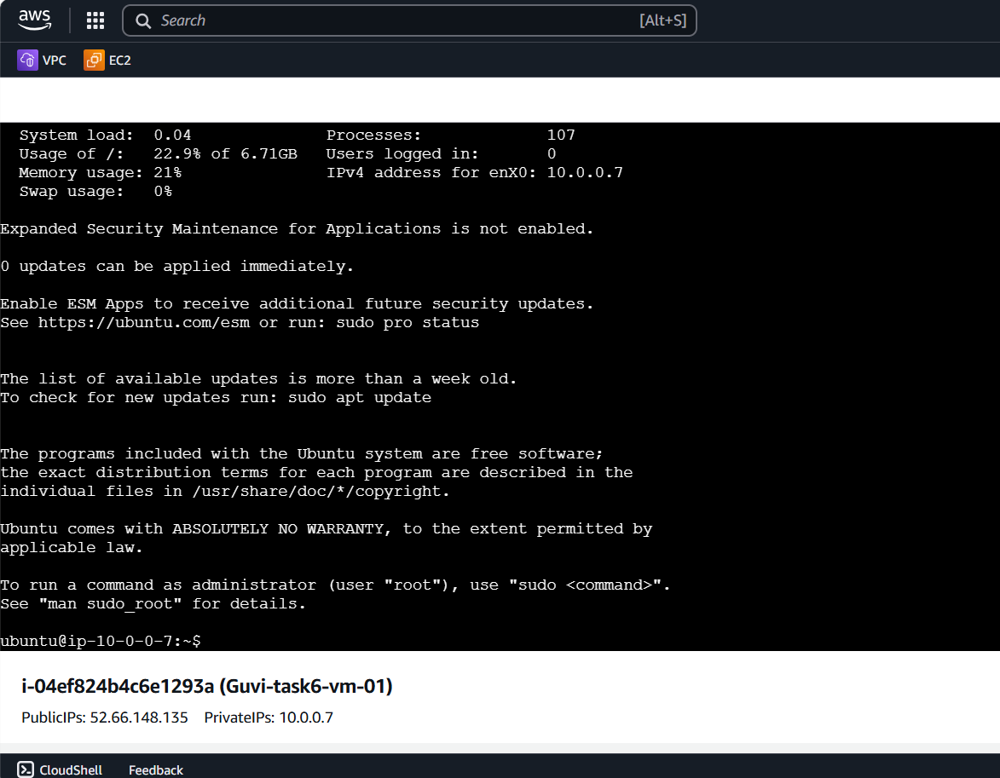 aws Search [Alt+S]
VPC EC2
System load: 0.04 Processes: 107
Usage of /: 22.9% of 6.71GB Users logged in: 0
Memory usage: 21% IPv4 address for enX0: 10.0.0.7
Swap usage: 0%
Expanded Security Maintenance for Applications is not enabled.
0 updates can be applied immediately.
Enable ESM Apps to receive additional future security updates.
See https://ubuntu.com/esm or run: sudo pro status
The list of available updates is more than a week old.
To check for new updates run: sudo apt update
The programs included with the Ubuntu system are free software;
the exact distribution terms for each program are described in the
individual files in /usr/share/doc/*/copyright.
Ubuntu comes with ABSOLUTELY NO WARRANTY, to the extent permitted by
applicable law.
To run a command as administrator (user "root"), use "sudo <command>".
See "man sudo_root" for details.
ubuntu@ip-10-0-0-7:~$
i-04ef824b4c6e1293a (Guvi-task6-vm-01)
PublicIPs: 52.66.148.135 PrivateIPs: 10.0.0.7
CloudShell Feedback